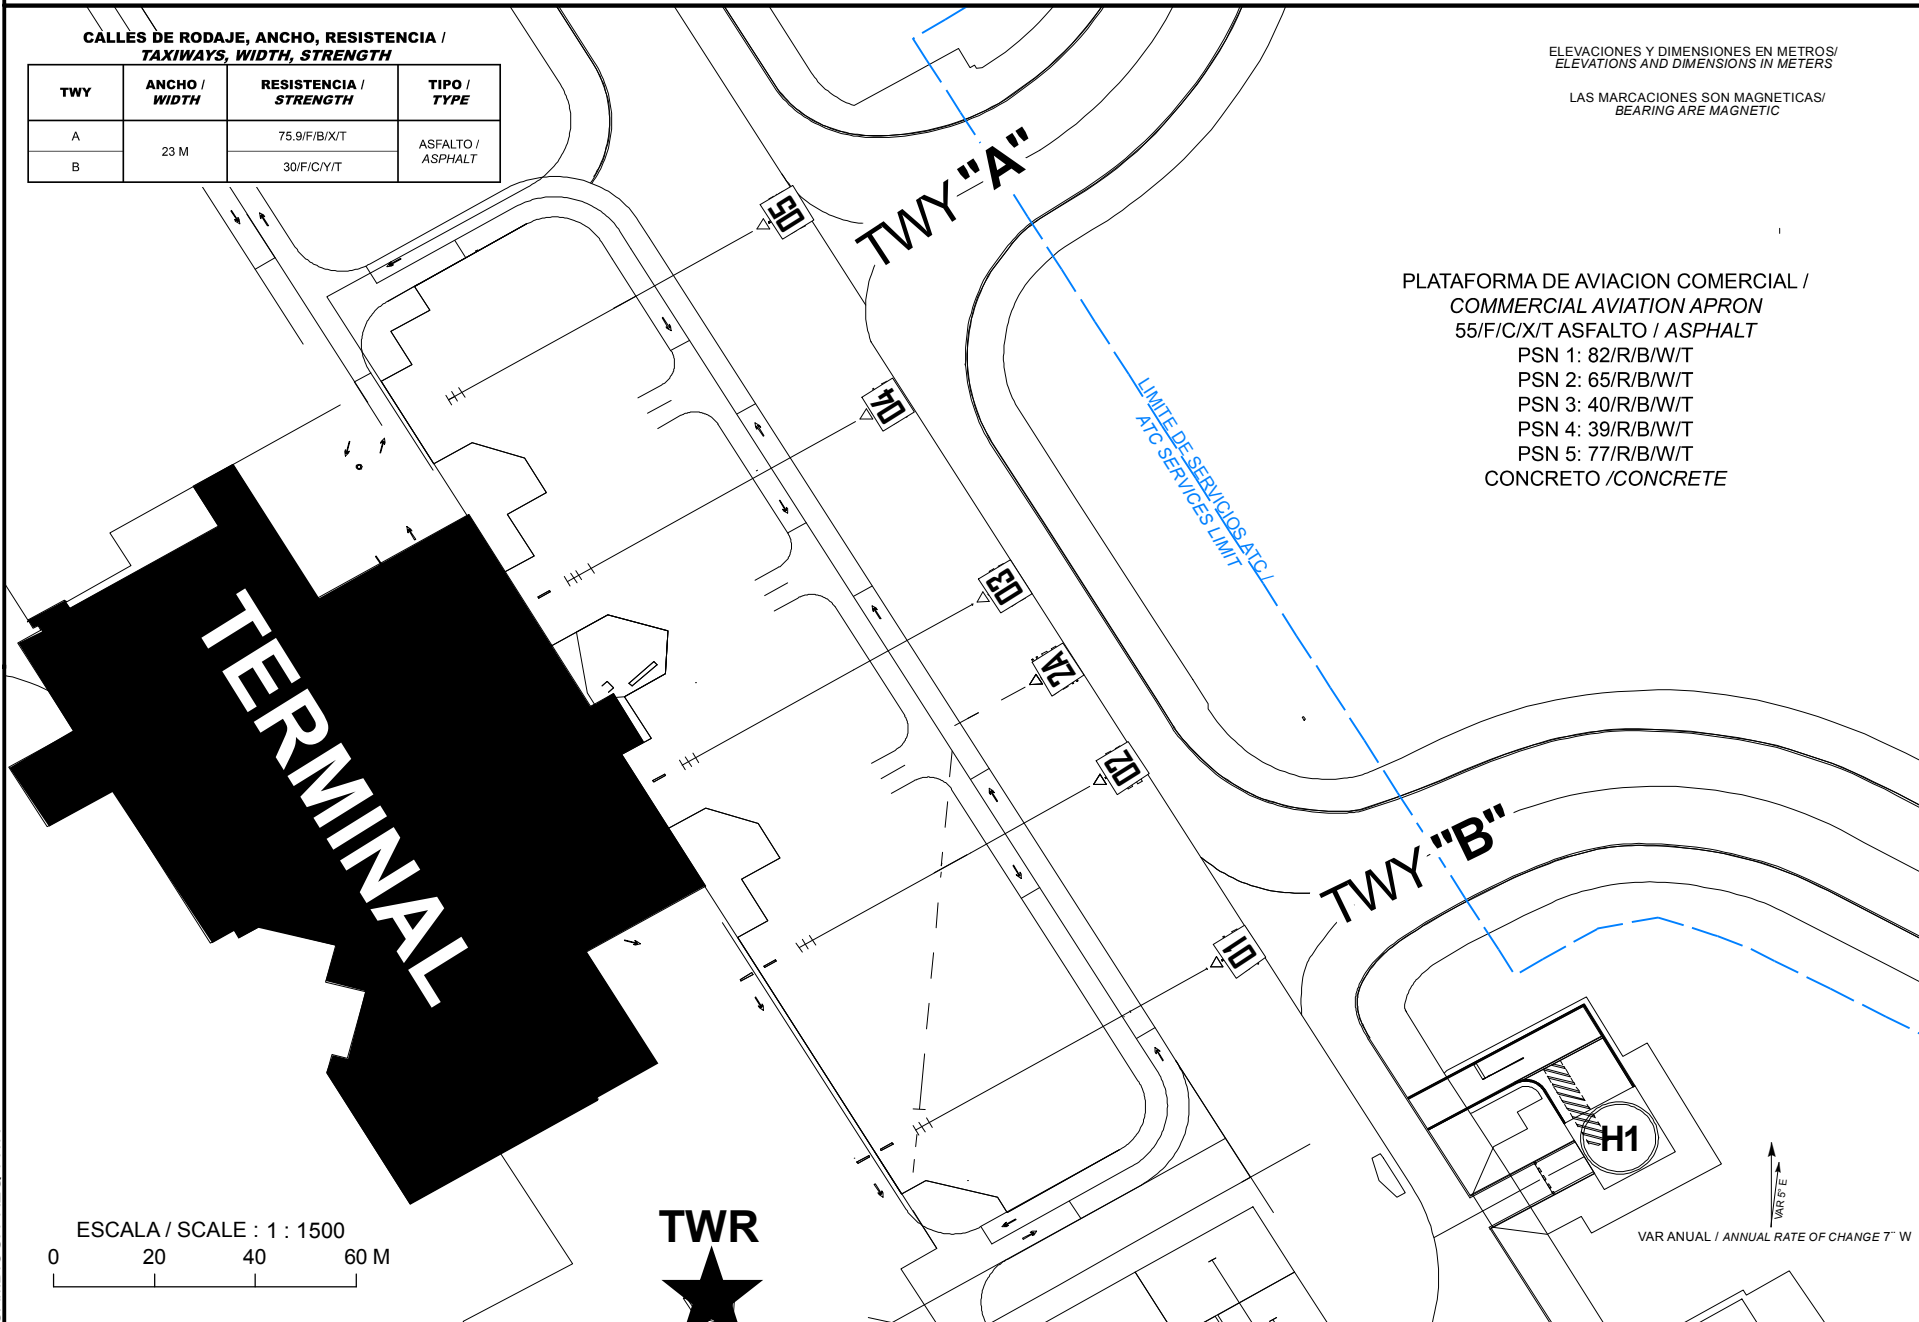 CALLES DE RODAJE, ANCHO, RESISTENCIA /
TAXIWAYS, WIDTH, STRENGTH
TWY
ANCHO /
WIDTH
RESISTENCIA /
STRENGTH
TIPO /
TYPE
A
23 M
75.9/F/B/X/T
ASFALTO /
ASPHALT
B
30/F/C/Y/T
ELEVACIONES Y DIMENSIONES EN METROS/
ELEVATIONS AND DIMENSIONS IN METERS
LAS MARCACIONES SON MAGNETICAS/
BEARING ARE MAGNETIC
TWY "A"
05
PLATAFORMA DE AVIACION COMERCIAL /
COMMERCIAL AVIATION APRON
55/F/C/X/T ASFALTO / ASPHALT
PSN 1: 82/R/B/W/T
PSN 2: 65/R/B/W/T
PSN 3: 40/R/B/W/T
PSN 4: 39/R/B/W/T
PSN 5: 77/R/B/W/T
CONCRETO /CONCRETE
04
LIMITE DE SERVICIOS ATC /
ATC SERVICES LIMIT
03
2A
02
TERMINAL
TWY "B"
01
H1
VAR 5° E
VAR ANUAL / ANNUAL RATE OF CHANGE 7' W
TWR
ESCALA / SCALE : 1 : 1500
0 20 40 60 M